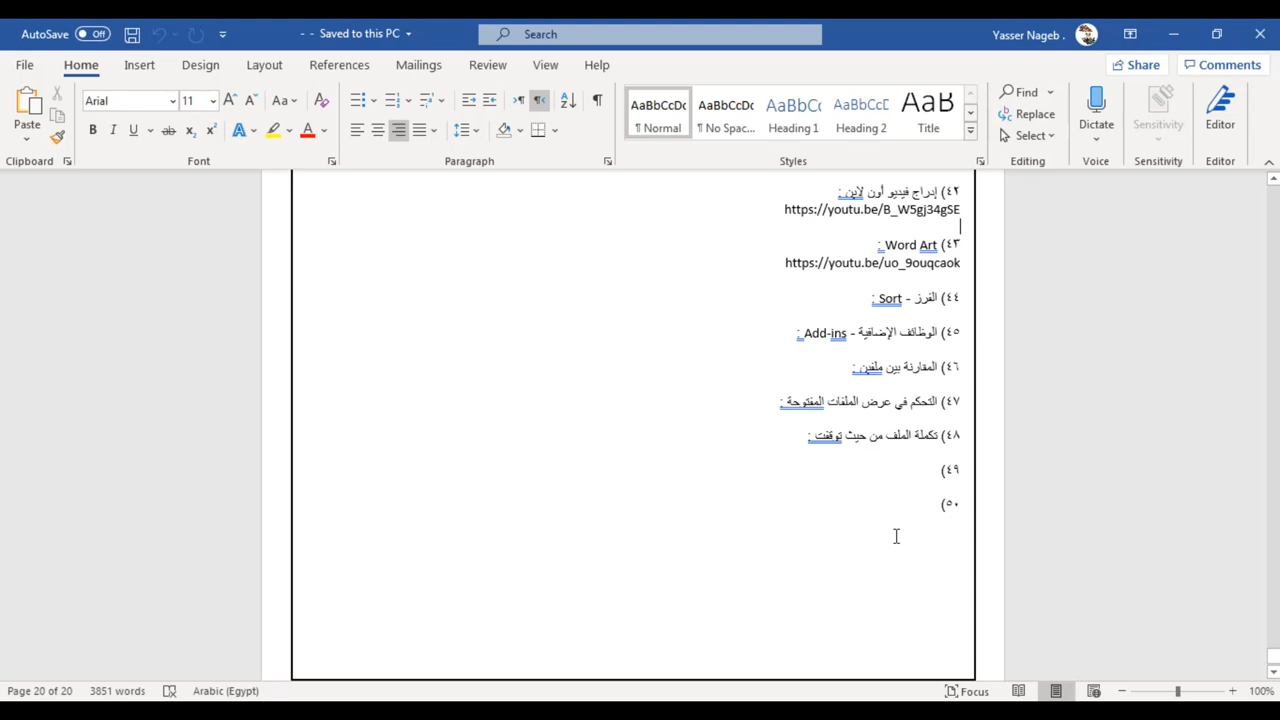 AutoSave Off - Saved to this PC Search Yasser Nageb .
File Home Insert Design Layout References Mailings Review View Help Share Comments
Paste Arial 11 Aa A Aa AaBbCcDc AaBbCcDc AaBbCc AaBbCcD AaB Find Replace Select Dictate Sensitivity Editor
¶ Normal ¶ No Spac... Heading 1 Heading 2 Title
Clipboard Font Paragraph Styles Editing Voice Sensitivity Editor
٤٢) إدراج فيديو أون لاين :
https://youtu.be/B_W5gj34gSE
٤٣) Word Art :
https://youtu.be/uo_9ouqcaok
٤٤) الفرز - Sort :
٤٥) الوظائف الإضافية - Add-ins :
٤٦) المقارنة بين ملفين :
٤٧) التحكم في عرض الملفات المفتوحة :
٤٨) تكملة الملف من حيث توقفت :
٤٩)
٥٠)
Page 20 of 20 3851 words Arabic (Egypt) Focus 100%